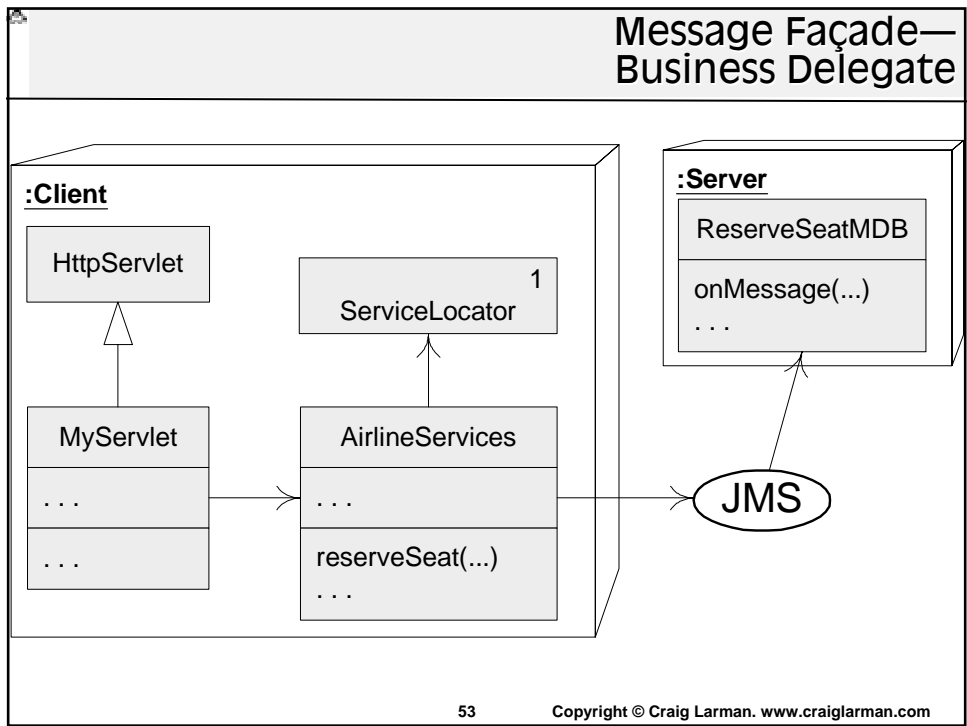 Message Façade—
Business Delegate
:Client
HttpServlet
1
ServiceLocator
MyServlet
. . .
. . .
AirlineServices
. . .
reserveSeat(...)
. . .
:Server
ReserveSeatMDB
onMessage(...)
. . .
JMS
53 Copyright © Craig Larman. www.craiglarman.com